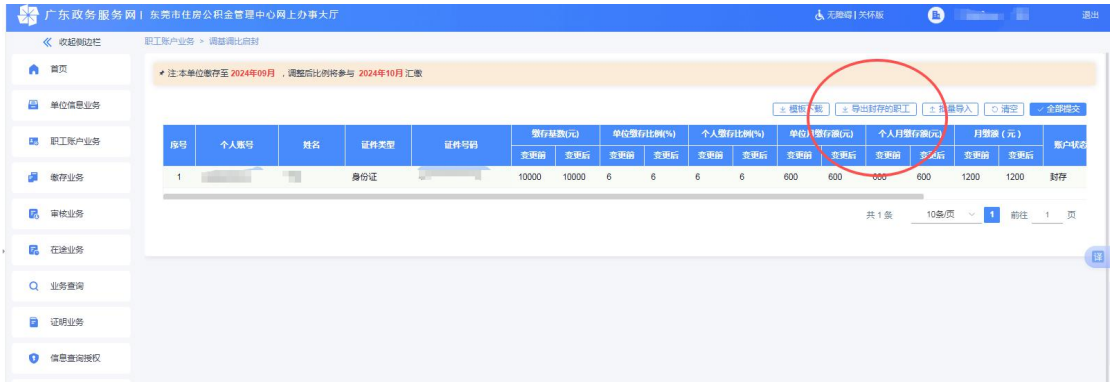 广东政务服务网 | 东莞市住房公积金管理中心网上办事大厅 无障碍 | 关怀版 退出
收起侧边栏 职工账户业务 > 调基调比启封
首页
注:本单位缴存至 2024年09月 ，调整后比例将参与 2024年10月 汇缴
单位信息业务
模板下载 导出封存的职工 批量导入 清空 全部提交
职工账户业务
序号 个人账号 姓名 证件类型 证件号码 缴存基数(元) 单位缴存比例(%) 个人缴存比例(%) 单位月缴存额(元) 个人月缴存额(元) 月缴额（元） 账户状态
变更前 变更后 变更前 变更后 变更前 变更后 变更前 变更后 变更前 变更后 变更前 变更后
缴存业务
1 身份证 10000 10000 6 6 6 6 600 600 600 600 1200 1200 封存
审核业务
共 1 条 10条/页 1 前往 1 页
在途业务
译
业务查询
证明业务
信息查询授权